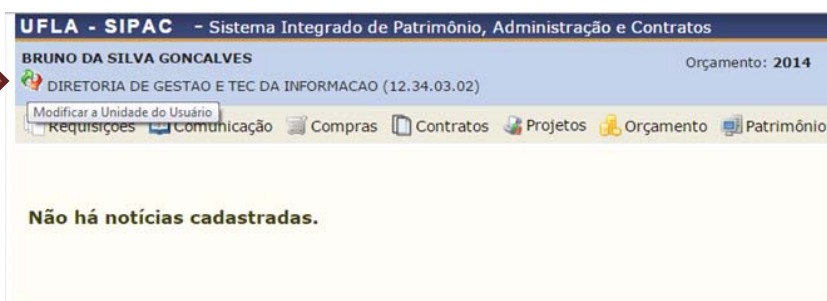 UFLA - SIPAC - Sistema Integrado de Patrimônio, Administração e Contratos
BRUNO DA SILVA GONCALVES Orçamento: 2014
DIRETORIA DE GESTAO E TEC DA INFORMACAO (12.34.03.02)
Modificar a Unidade do Usuário
Requisições Comunicação Compras Contratos Projetos Orçamento Patrimônio
Não há notícias cadastradas.